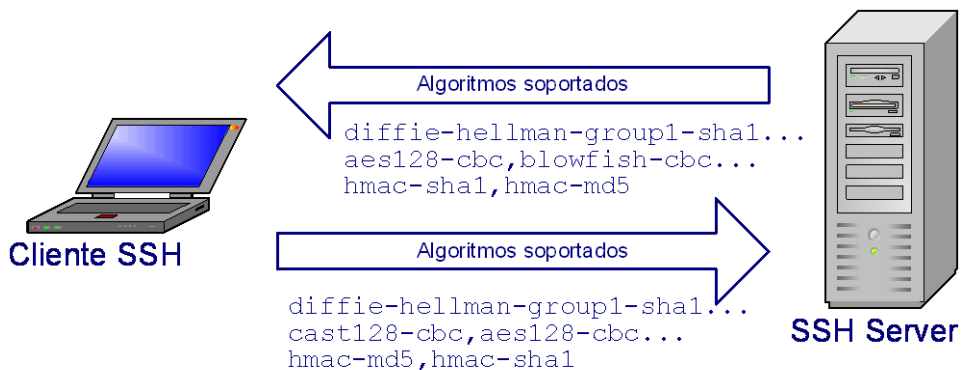 Algoritmos soportados
diffie-hellman-group1-sha1...
aes128-cbc,blowfish-cbc...
hmac-sha1,hmac-md5
Cliente SSH
Algoritmos soportados
diffie-hellman-group1-sha1...
cast128-cbc,aes128-cbc...
hmac-md5,hmac-sha1
SSH Server